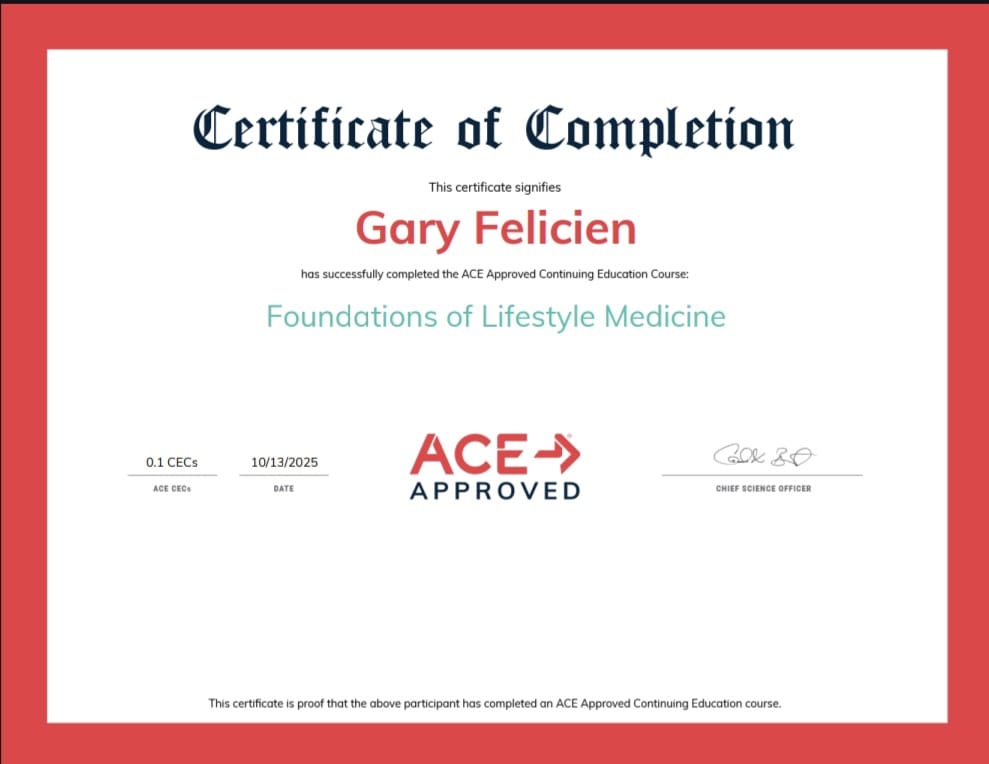 Certificate of Completion
This certificate signifies
Gary Felicien
has successfully completed the ACE Approved Continuing Education Course:
Foundations of Lifestyle Medicine
0.1 CECs
ACE CECs
10/13/2025
DATE
ACE
APPROVED
CHIEF SCIENCE OFFICER
This certificate is proof that the above participant has completed an ACE Approved Continuing Education course.